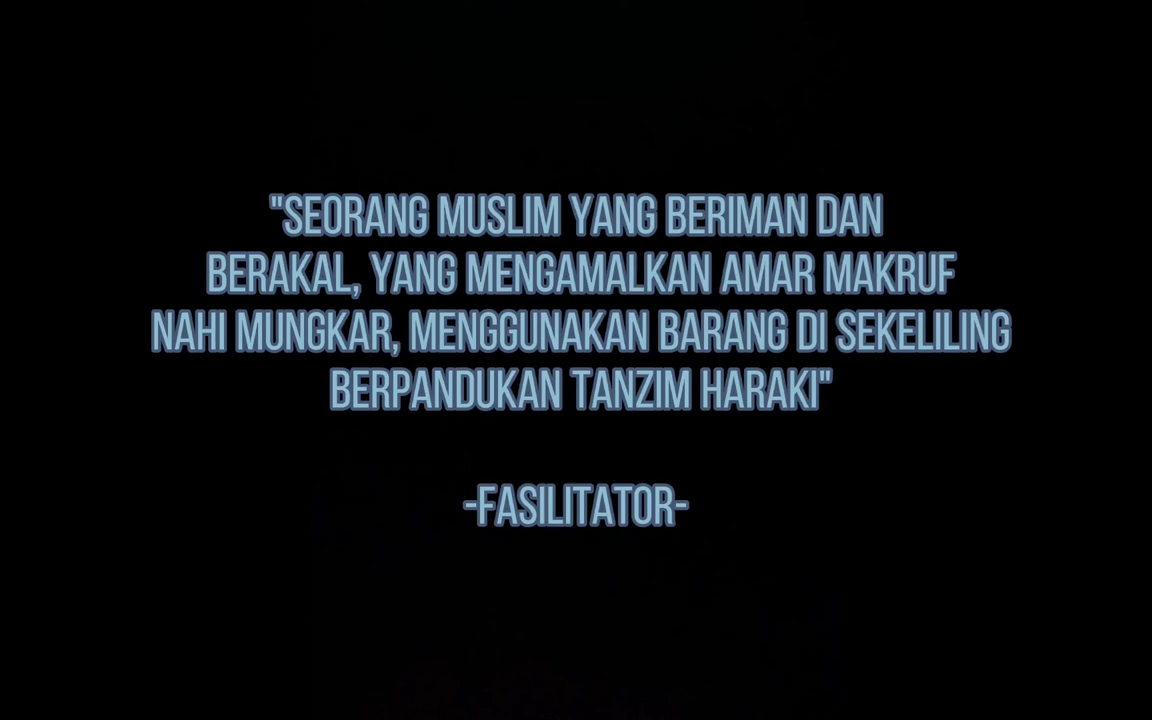 "SEORANG MUSLIM YANG BERIMAN DAN
BERAKAL, YANG MENGAMALKAN AMAR MAKRUF
NAHI MUNGKAR, MENGGUNAKAN BARANG DI SEKELILING
BERPANDUKAN TANZIM HARAKI"
-FASILITATOR-